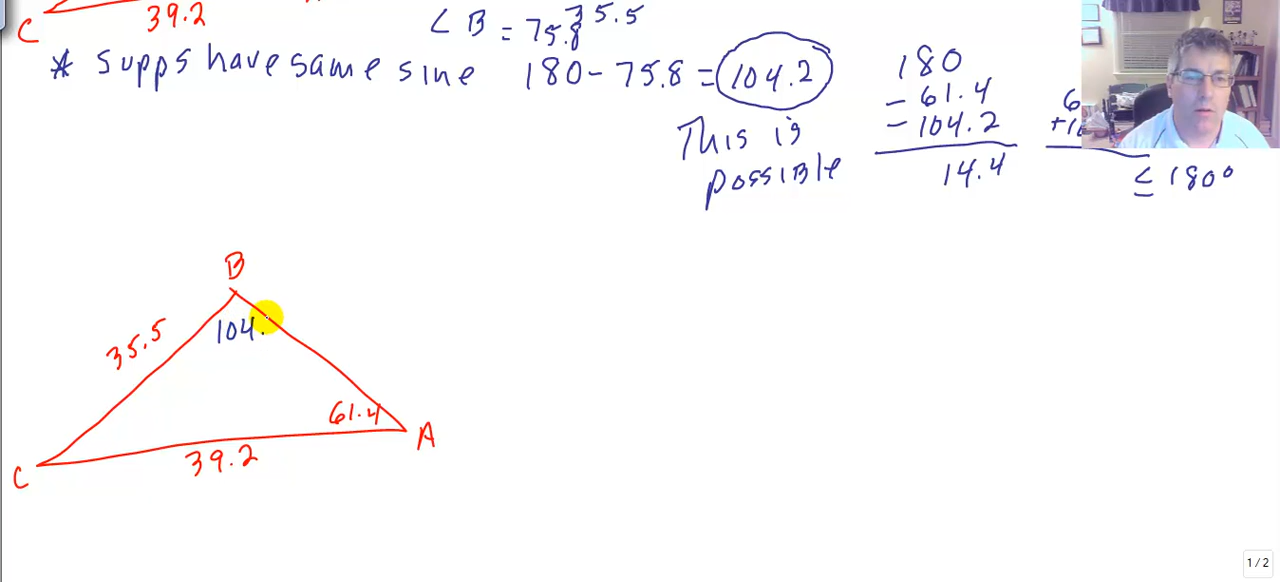 C
39.2
35.5
∠B = 75.8
* Supps have same sine 180 - 75.8 = 104.2
This is possible
180
- 61.4
- 104.2
14.4
≤ 180°
B
35.5
104.
61.4
A
C
39.2
1 / 2